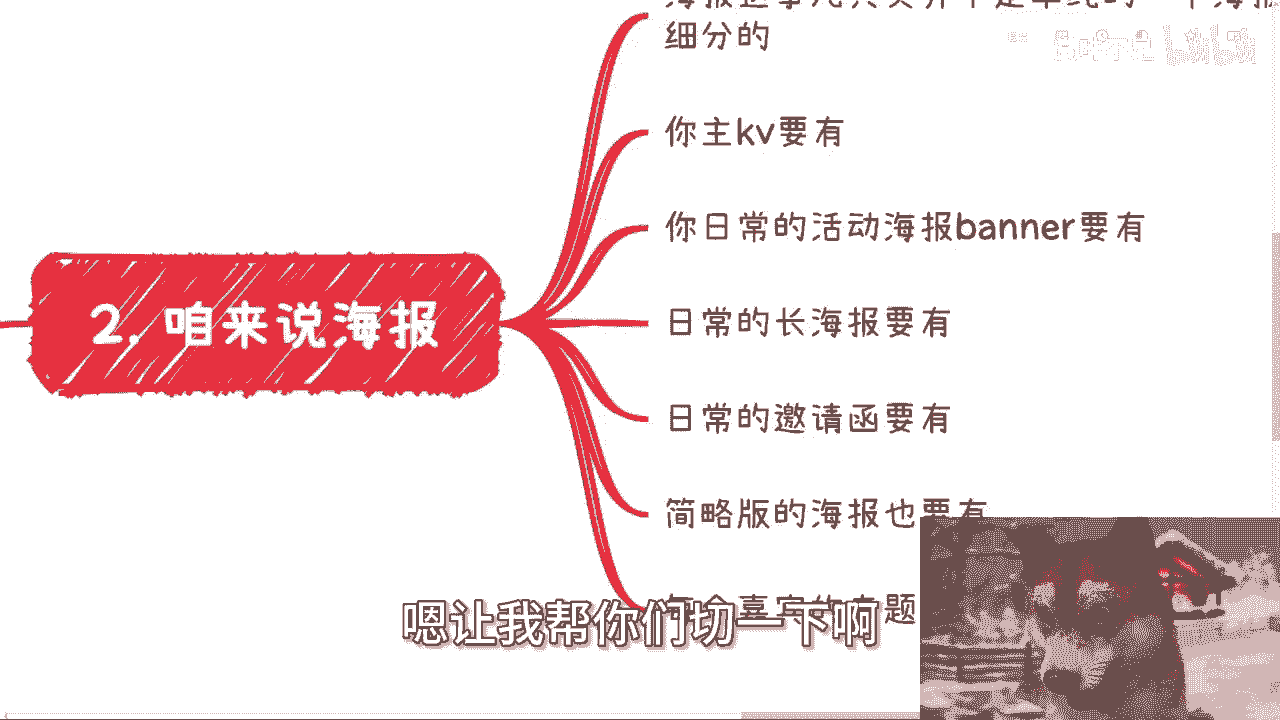 细分的
你主kv要有
你日常的活动海报banner要有
2. 咱来说海报
日常的长海报要有
日常的邀请函要有
简略版的海报也要有
嗯让我帮你们切一下啊